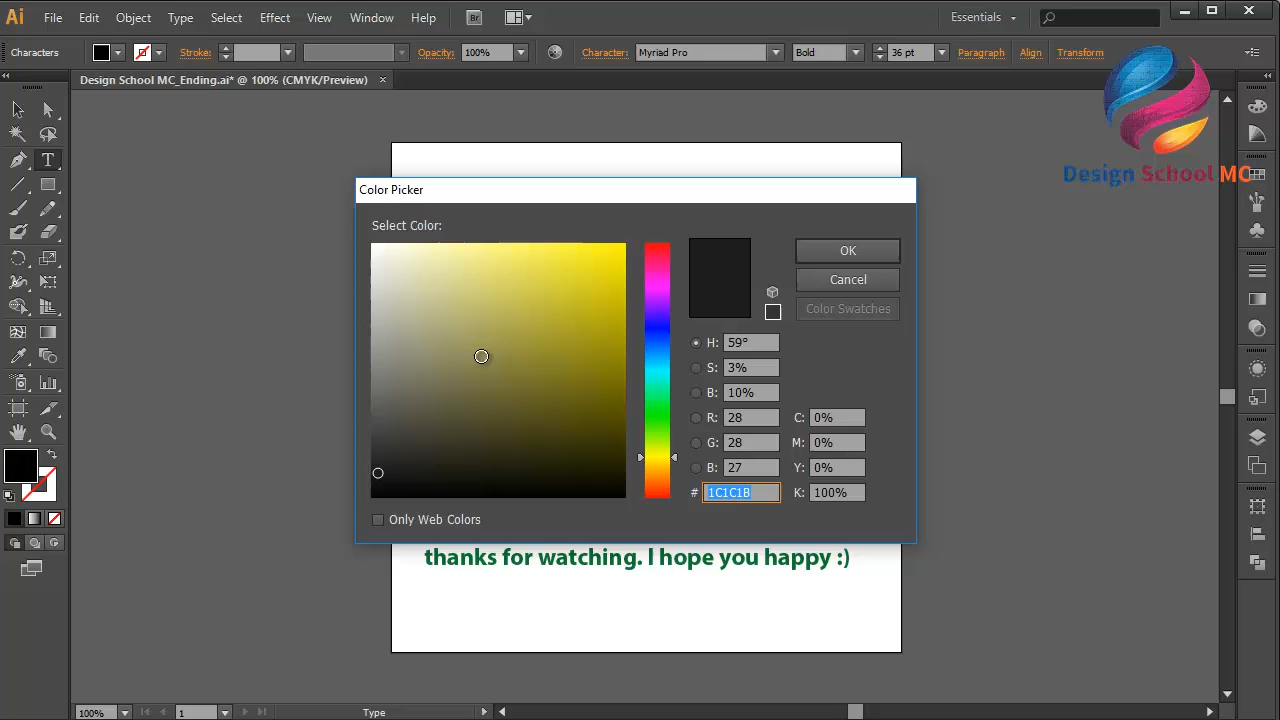 Ai File Edit Object Type Select Effect View Window Help Br Essentials
Characters Stroke: Opacity: 100% Character: Myriad Pro Bold 36 pt Paragraph Align Transform
Design School MC_Ending.ai* @ 100% (CMYK/Preview)
Design School MC
Color Picker
Select Color:
OK
Cancel
Color Swatches
H: 59°
S: 3%
B: 10%
R: 28 C: 0%
G: 28 M: 0%
B: 27 Y: 0%
# 1C1C1B K: 100%
Only Web Colors
thanks for watching. I hope you happy :)
100% 1 Type